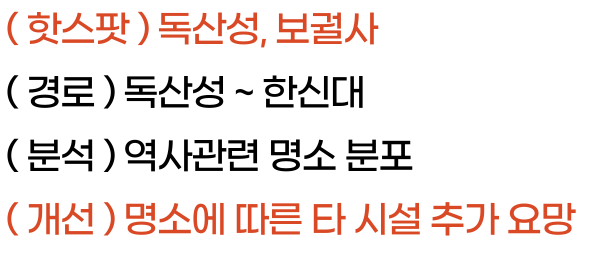 ( 핫스팟 ) 독산성, 보궐사
( 경로 ) 독산성 ~ 한신대
( 분석 ) 역사관련 명소 분포
( 개선 ) 명소에 따른 타 시설 추가 요망